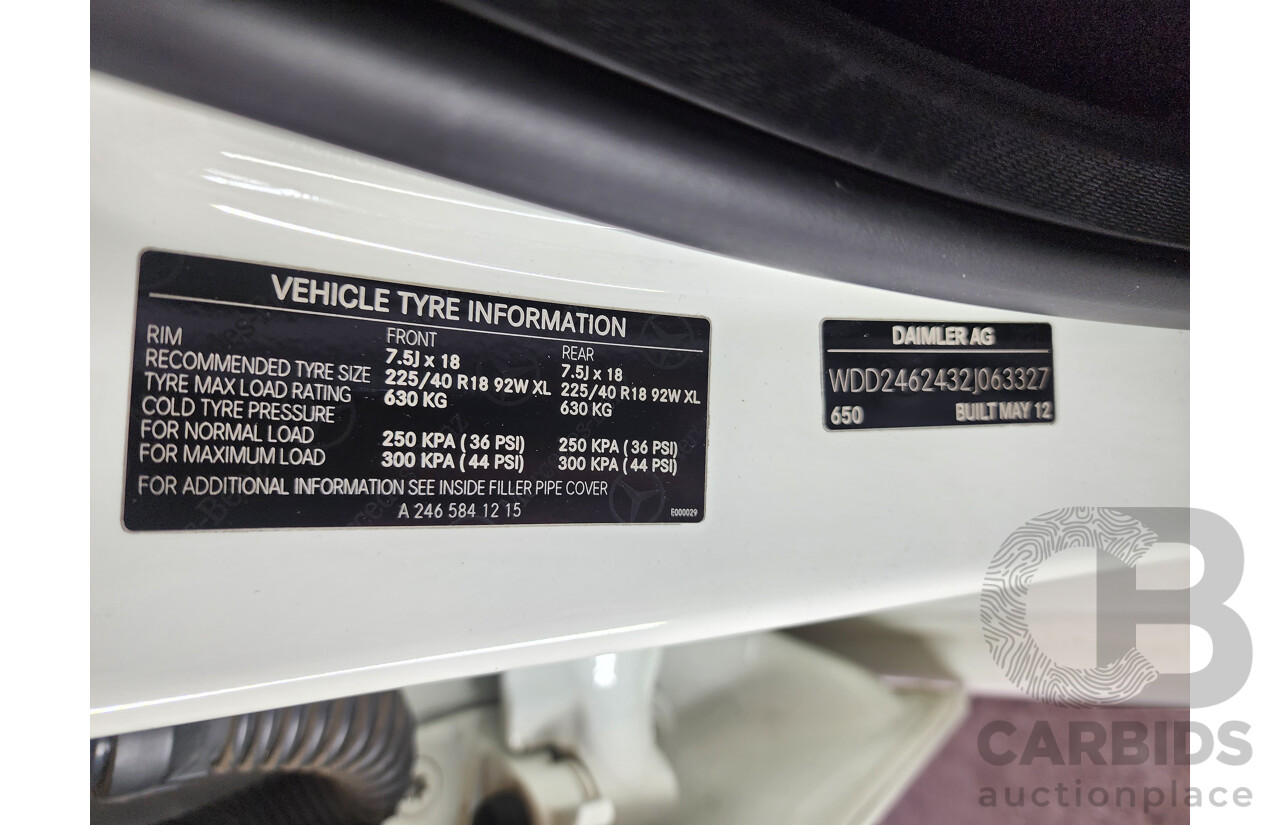 VEHICLE TYRE INFORMATION
FRONT REAR
RIM 7.5J x 18 7.5J x 18
RECOMMENDED TYRE SIZE 225/40 R18 92W XL 225/40 R18 92W XL
TYRE MAX LOAD RATING 630 KG 630 KG
COLD TYRE PRESSURE
FOR NORMAL LOAD 250 KPA ( 36 PSI) 250 KPA ( 36 PSI)
FOR MAXIMUM LOAD 300 KPA ( 44 PSI) 300 KPA ( 44 PSI)
FOR ADDITIONAL INFORMATION SEE INSIDE FILLER PIPE COVER
A 246 584 12 15
E000029
DAIMLER AG
WDD2462432J063327
650 BUILT MAY 12
CB
CARBIDS
auctionplace